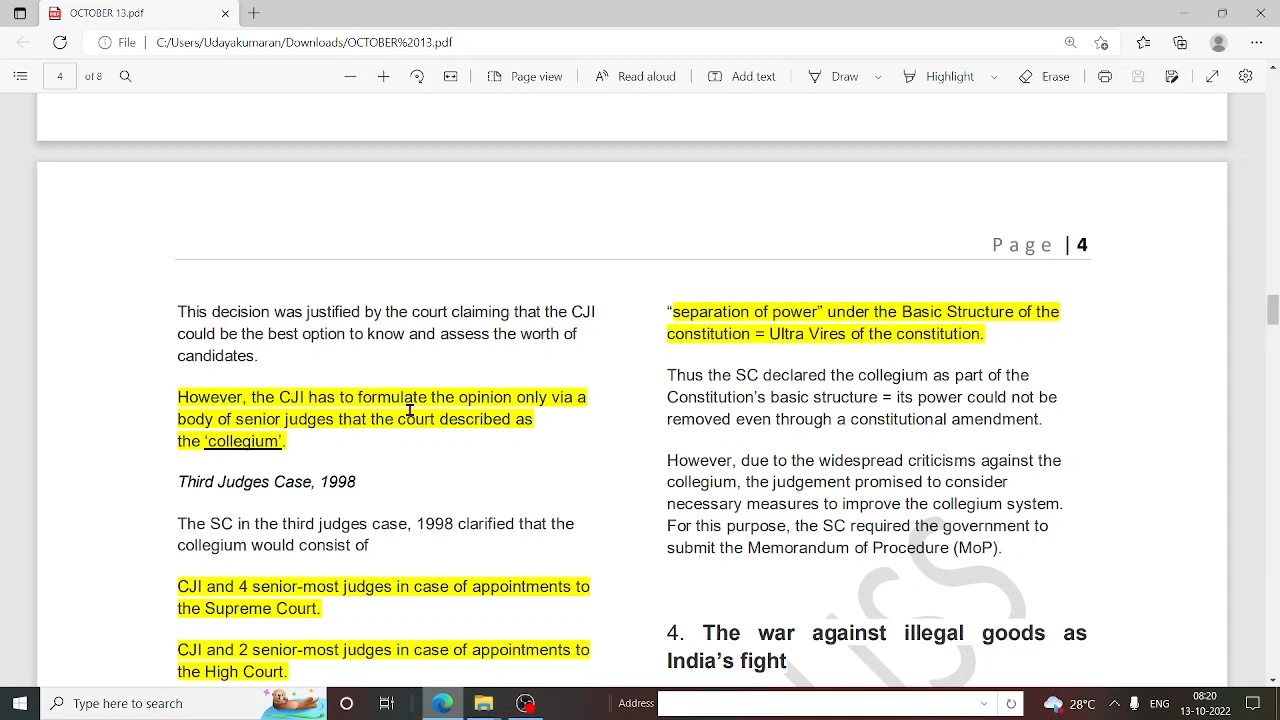 OCTOBER 13.pdf
File
C:/Users/Udayakumaran/Downloads/OCTOBER%2013.pdf
4 of 8
Page view
Read aloud
Add text
Draw
Highlight
Erase
Page | 4
This decision was justified by the court claiming that the CJI
could be the best option to know and assess the worth of
candidates.
However, the CJI has to formulate the opinion only via a
body of senior judges that the court described as
the ‘collegium’.
Third Judges Case, 1998
The SC in the third judges case, 1998 clarified that the
collegium would consist of
CJI and 4 senior-most judges in case of appointments to
the Supreme Court.
CJI and 2 senior-most judges in case of appointments to
the High Court.
“separation of power” under the Basic Structure of the
constitution = Ultra Vires of the constitution.
Thus the SC declared the collegium as part of the
Constitution’s basic structure = its power could not be
removed even through a constitutional amendment.
However, due to the widespread criticisms against the
collegium, the judgement promised to consider
necessary measures to improve the collegium system.
For this purpose, the SC required the government to
submit the Memorandum of Procedure (MoP).
4. The war against illegal goods as
India’s fight
Type here to search
Address
28°C
ENG
08:20
13-10-2022